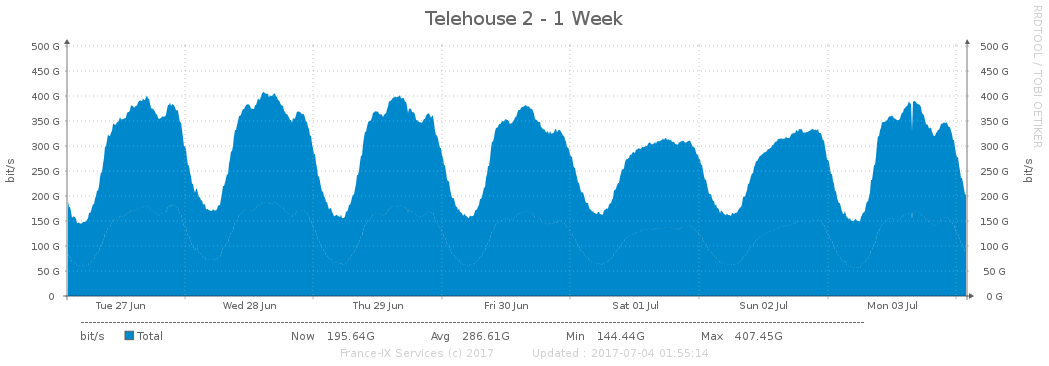 Telehouse 2 - 1 Week
RRDTOOL / TOBI OETIKER
500 G 500 G
450 G 450 G
400 G 400 G
350 G 350 G
300 G 300 G
250 G 250 G
200 G 200 G
150 G 150 G
100 G 100 G
50 G 50 G
0 0 G
bit/s bit/s
Tue 27 Jun Wed 28 Jun Thu 29 Jun Fri 30 Jun Sat 01 Jul Sun 02 Jul Mon 03 Jul
bit/s Total Now 195.64G Avg 286.61G Min 144.44G Max 407.45G
France-IX Services (c) 2017 Updated : 2017-07-04 01:55:14